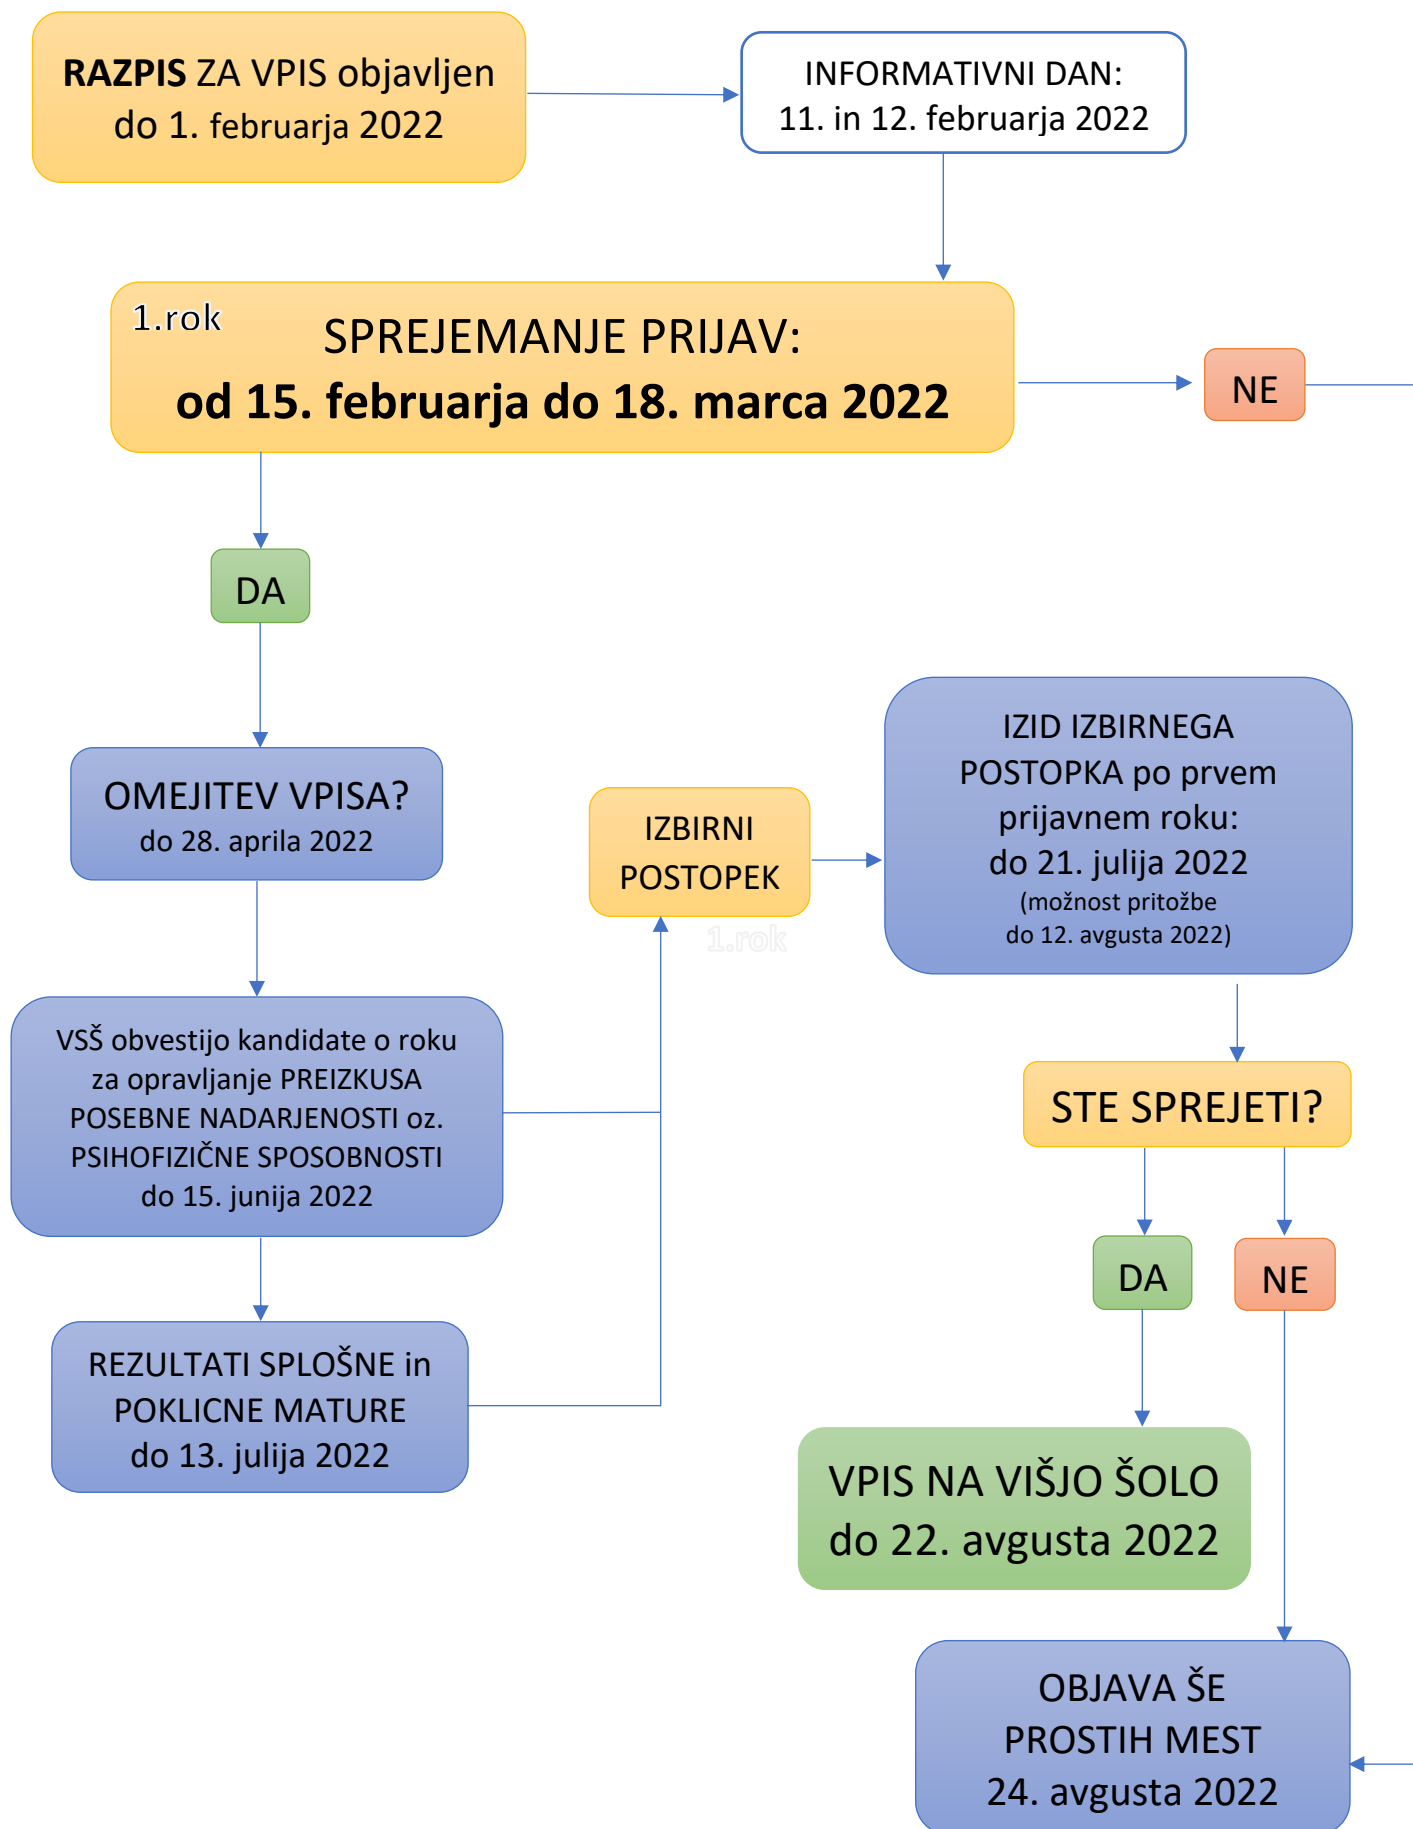 RAZPIS ZA VPIS objavljen
do 1. februarja 2022
INFORMATIVNI DAN:
11. in 12. februarja 2022
1.rok
SPREJEMANJE PRIJAV:
od 15. februarja do 18. marca 2022
NE
DA
OMEJITEV VPISA?
do 28. aprila 2022
VSŠ obvestijo kandidate o roku
za opravljanje PREIZKUSA
POSEBNE NADARJENOSTI oz.
PSIHOFIZIČNE SPOSOBNOSTI
do 15. junija 2022
REZULTATI SPLOŠNE in
POKLICNE MATURE
do 13. julija 2022
IZBIRNI
POSTOPEK
1.rok
IZID IZBIRNEGA
POSTOPKA po prvem
prijavnem roku:
do 21. julija 2022
(možnost pritožbe
do 12. avgusta 2022)
STE SPREJETI?
DA
NE
VPIS NA VIŠJO ŠOLO
do 22. avgusta 2022
OBJAVA ŠE
PROSTIH MEST
24. avgusta 2022